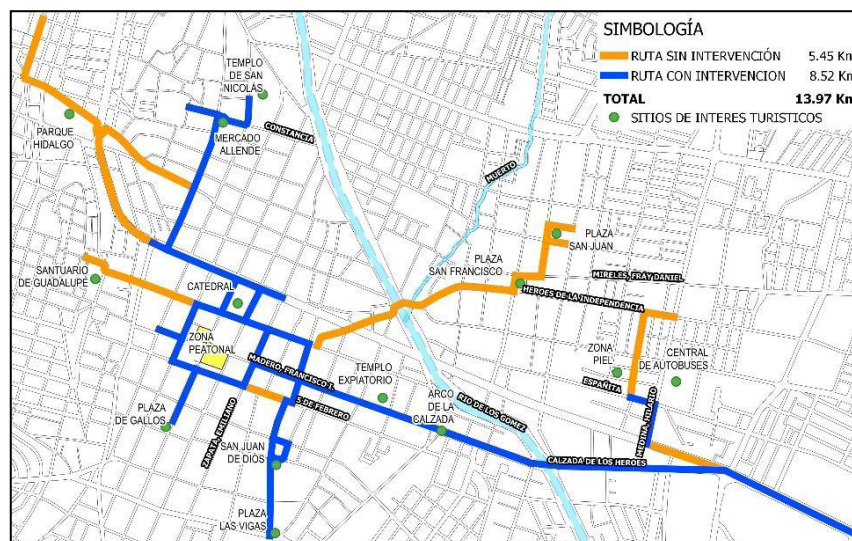 SIMBOLOGÍA
RUTA SIN INTERVENCIÓN 5.45 Km
RUTA CON INTERVENCION 8.52 Km
TOTAL 13.97 Km
SITIOS DE INTERES TURISTICOS
TEMPLO
DE SAN
NICOLÁS
PARQUE
HIDALGO
MERCADO
ALLENDE
CONSTANCIA
MUERTO
PLAZA
SAN JUAN
PLAZA
SAN FRANCISCO
MIRELES, FRAY DANIEL
HEROES DE LA INDEPENDENCIA
SANTUARIO
DE GUADALUPE
CATEDRAL
ZONA
PEATONAL
MADERO, FRANCISCO I.
TEMPLO
EXPIATORIO
ZONA
PIEL
CENTRAL
DE AUTOBUSES
ESPAÑITA
5 DE FEBRERO
ARCO
DE LA
CALZADA
RIO DE LOS GOMEZ
MEDINA, HILARIO
PLAZA
DE GALLOS
ZAPATA, EMILIANO
SAN JUAN
DE DIOS
CALZADA DE LOS HEROES
PLAZA
LAS VIGAS